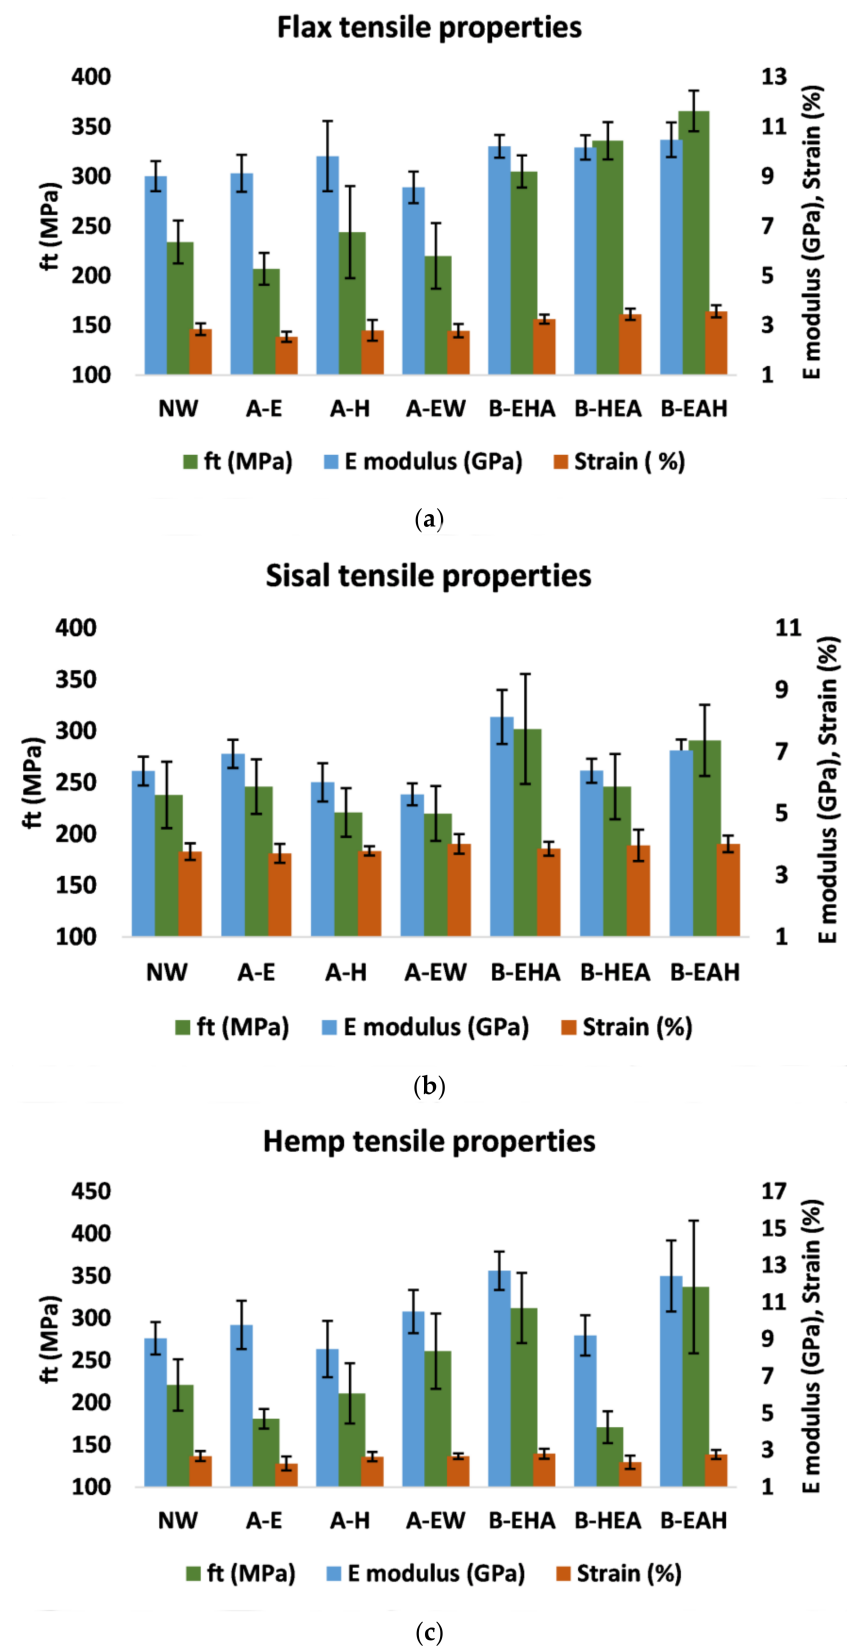 Flax tensile properties
400
350
300
250
200
150
100
ft (MPa)
13
11
9
7
5
3
1
E modulus (GPa), Strain (%)
NW A-E A-H A-EW B-EHA B-HEA B-EAH
ft (MPa) E modulus (GPa) Strain ( %)
(a)
Sisal tensile properties
400
350
300
250
200
150
100
ft (MPa)
11
9
7
5
3
1
E modulus (GPa), Strain (%)
NW A-E A-H A-EW B-EHA B-HEA B-EAH
ft (MPa) E modulus (GPa) Strain (%)
(b)
Hemp tensile properties
450
400
350
300
250
200
150
100
ft (MPa)
17
15
13
11
9
7
5
3
1
E modulus (GPa), Strain (%)
NW A-E A-H A-EW B-EHA B-HEA B-EAH
ft (MPa) E modulus (GPa) Strain (%)
(c)